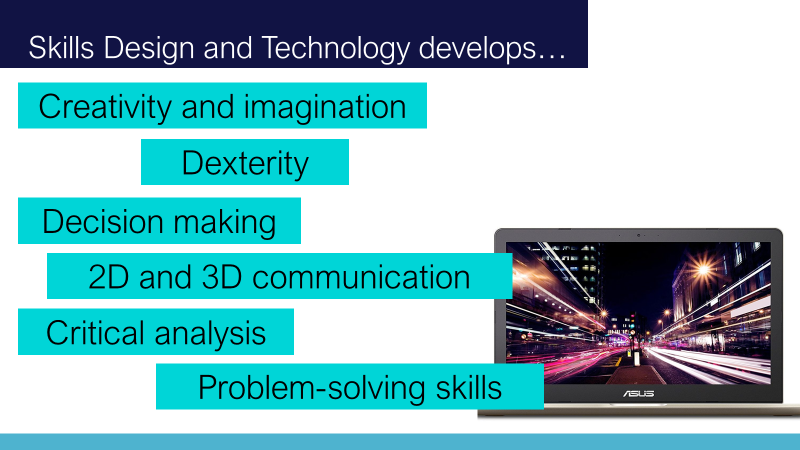 Skills Design and Technology develops…
Creativity and imagination
Dexterity
Decision making
2D and 3D communication
Critical analysis
Problem-solving skills
ASUS